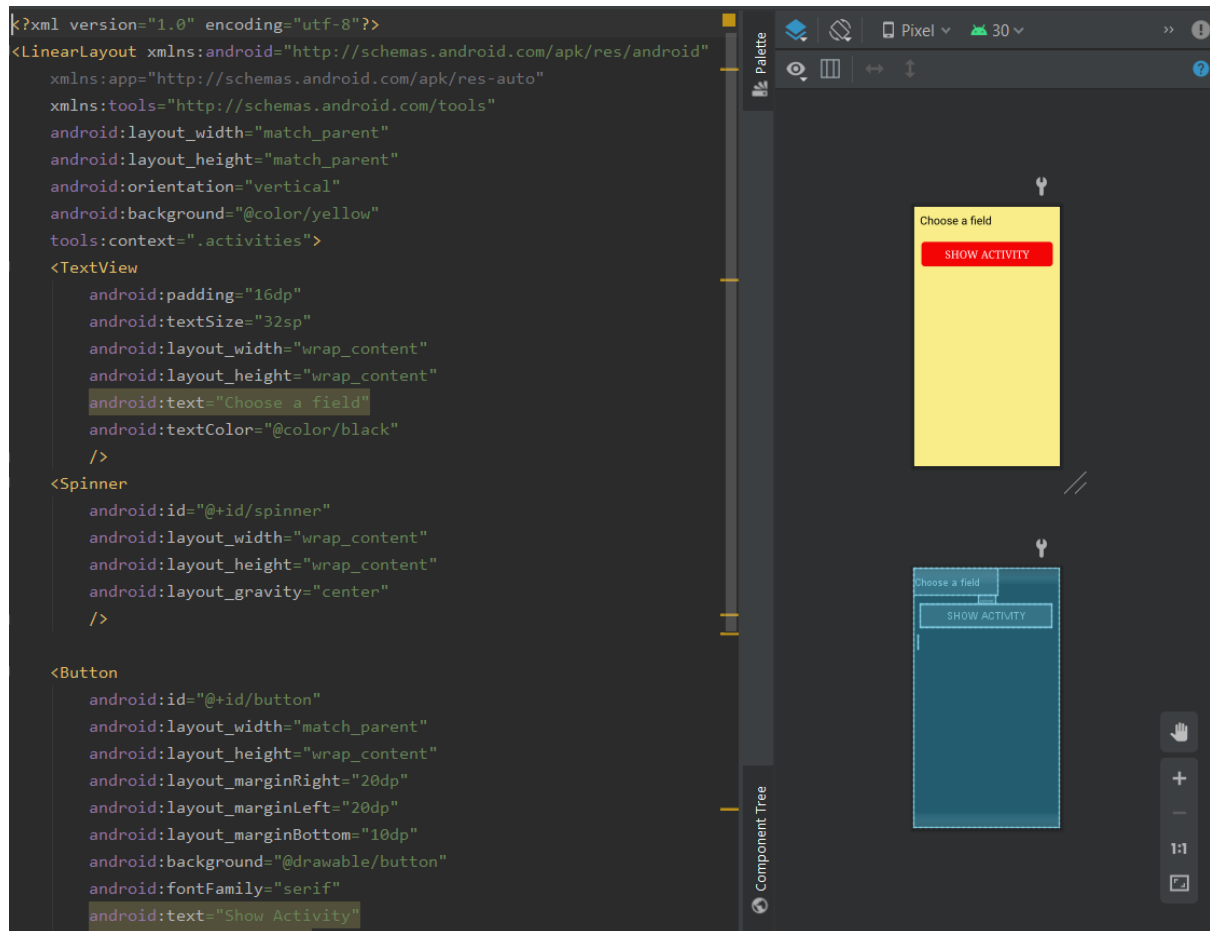 <?xml version="1.0" encoding="utf-8"?>
<LinearLayout xmlns:android="http://schemas.android.com/apk/res/android"
    xmlns:app="http://schemas.android.com/apk/res-auto"
    xmlns:tools="http://schemas.android.com/tools"
    android:layout_width="match_parent"
    android:layout_height="match_parent"
    android:orientation="vertical"
    android:background="@color/yellow"
    tools:context=".activities">
    <TextView
        android:padding="16dp"
        android:textSize="32sp"
        android:layout_width="wrap_content"
        android:layout_height="wrap_content"
        android:text="Choose a field"
        android:textColor="@color/black"
        />
    <Spinner
        android:id="@+id/spinner"
        android:layout_width="wrap_content"
        android:layout_height="wrap_content"
        android:layout_gravity="center"
        />
    <Button
        android:id="@+id/button"
        android:layout_width="match_parent"
        android:layout_height="wrap_content"
        android:layout_marginRight="20dp"
        android:layout_marginLeft="20dp"
        android:layout_marginBottom="10dp"
        android:background="@drawable/button"
        android:fontFamily="serif"
        android:text="Show Activity"
Palette
Component Tree
Pixel 30 »
Choose a field
SHOW ACTIVITY
Choose a field
SHOW ACTIVITY
1:1